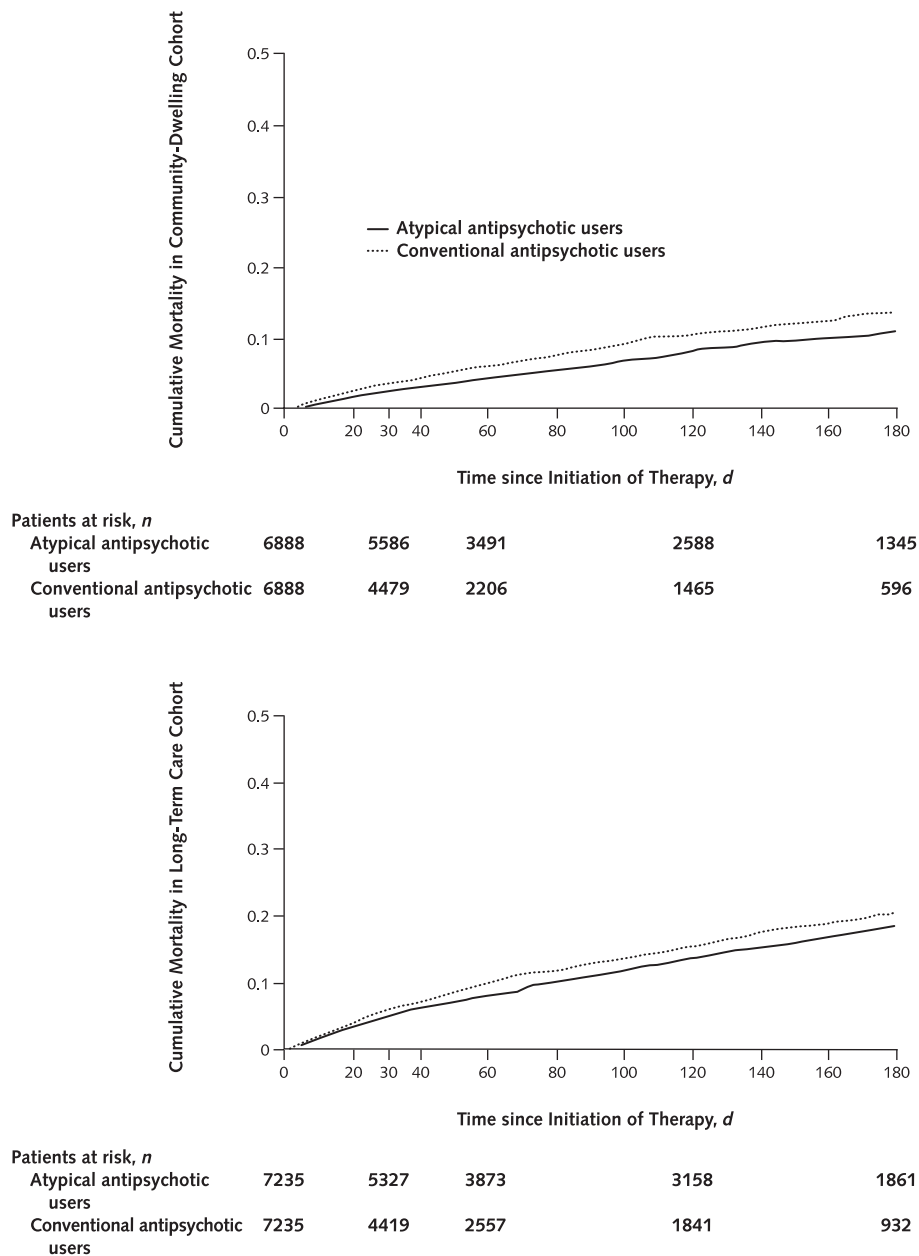 Cumulative Mortality in Community-Dwelling Cohort
0.5
0.4
0.3
0.2
0.1
0
Atypical antipsychotic users
Conventional antipsychotic users
0 20 30 40 60 80 100 120 140 160 180
Time since Initiation of Therapy, d
Patients at risk, n
Atypical antipsychotic 6888 5586 3491 2588 1345
users
Conventional antipsychotic 6888 4479 2206 1465 596
users
Cumulative Mortality in Long-Term Care Cohort
0.5
0.4
0.3
0.2
0.1
0
0 20 30 40 60 80 100 120 140 160 180
Time since Initiation of Therapy, d
Patients at risk, n
Atypical antipsychotic 7235 5327 3873 3158 1861
users
Conventional antipsychotic 7235 4419 2557 1841 932
users